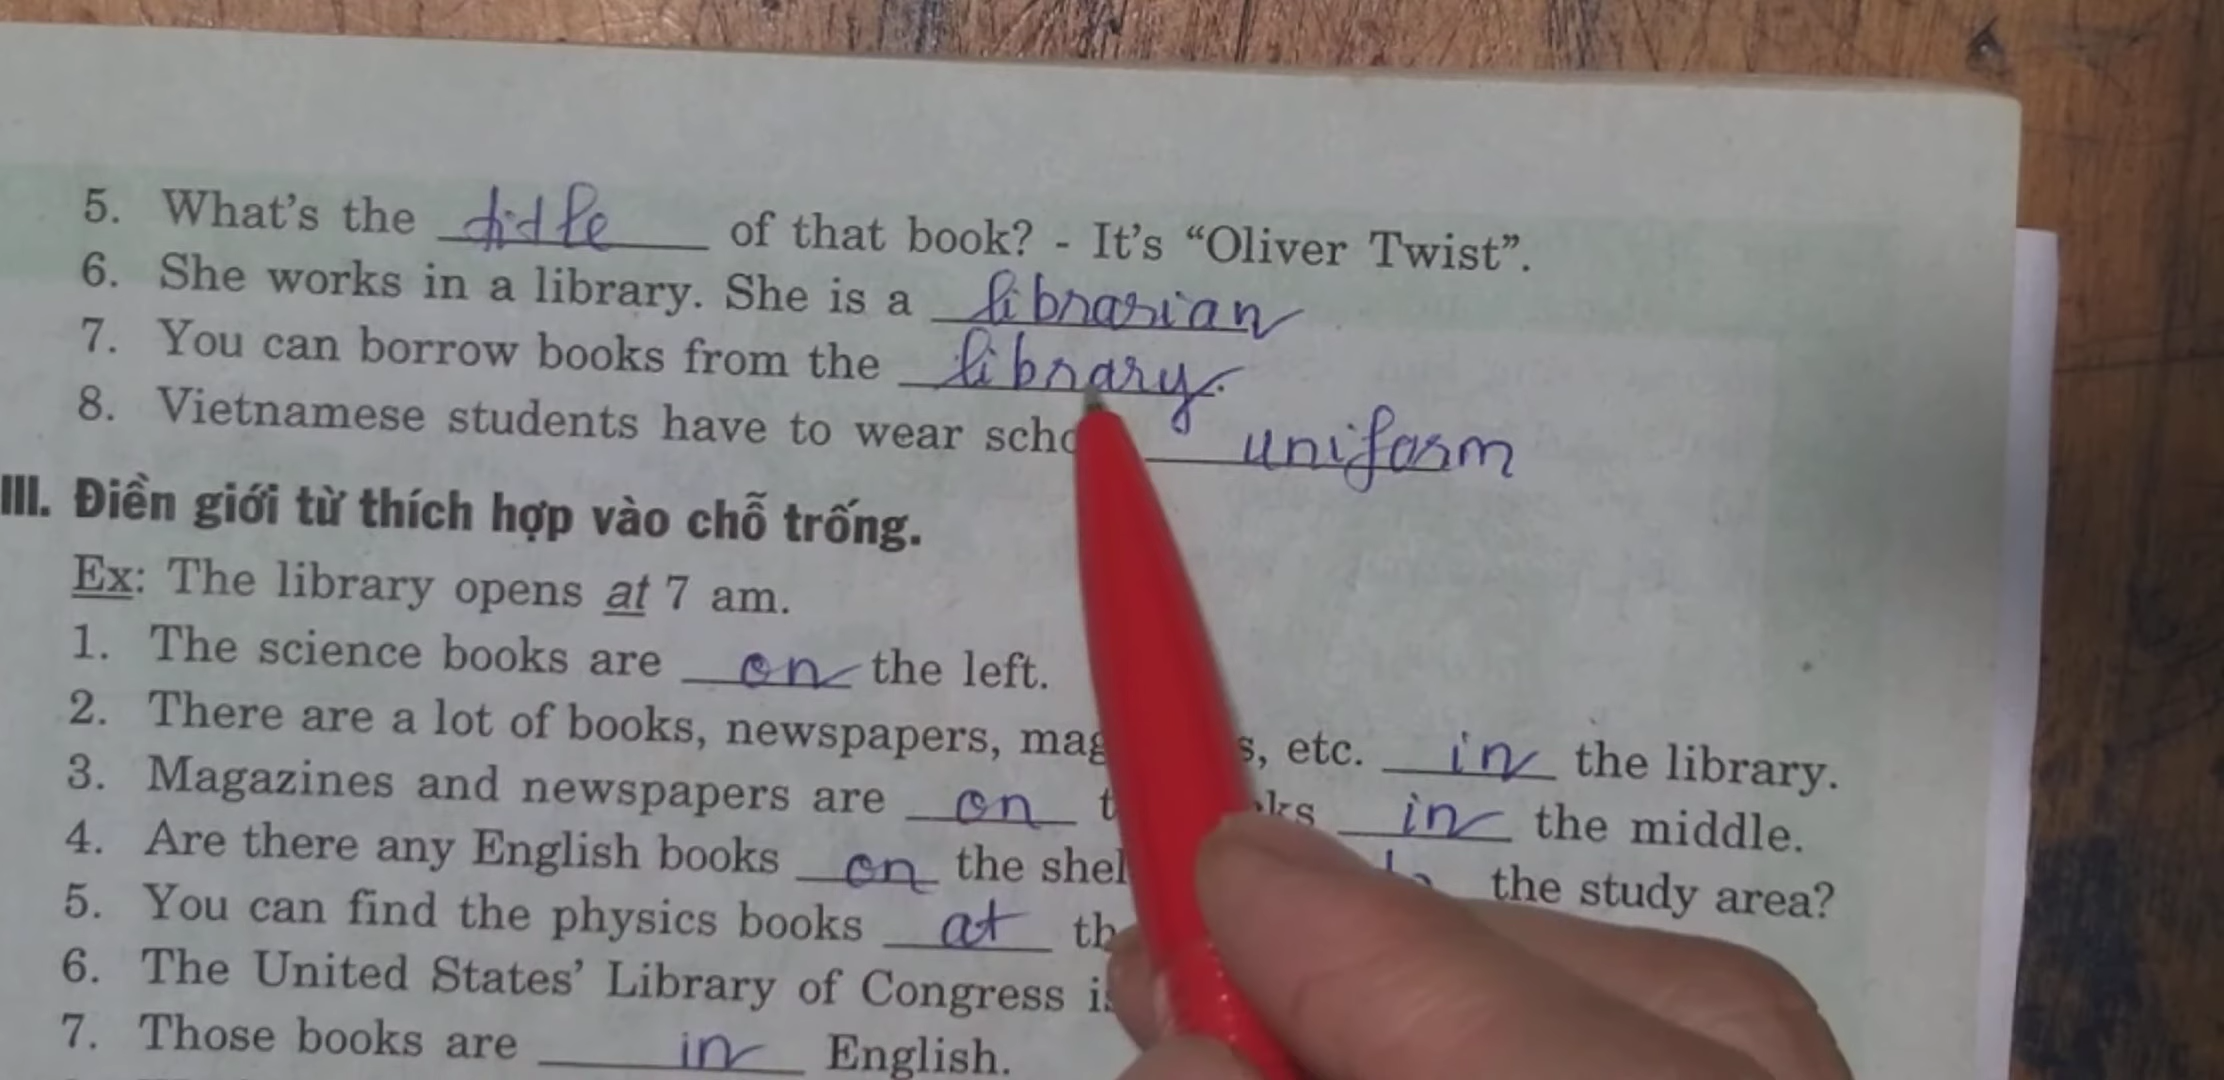 5. What's the title of that book? - It's “Oliver Twist”.
6. She works in a library. She is a librarian
7. You can borrow books from the library.
8. Vietnamese students have to wear uniform
III. Điền giới từ thích hợp vào chỗ trống.
Ex: The library opens at 7 am.
1. The science books are on the left.
2. There are a lot of books, newspapers, etc. in the library.
3. Magazines and newspapers are on in the middle.
4. Are there any English books on the the study area?
5. You can find the physics books at
6. The United States' Library of Congress
7. Those books are in English.